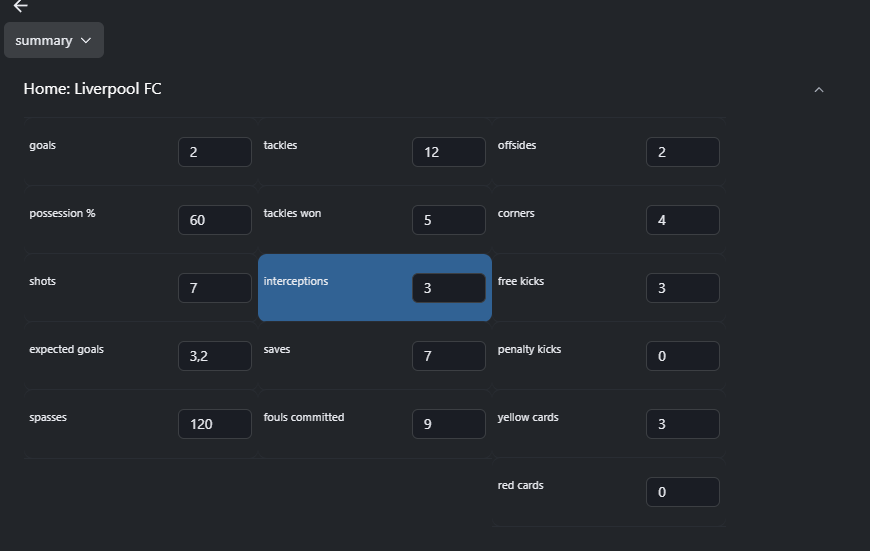 summary
Home: Liverpool FC
goals 2 tackles 12 offsides 2
possession % 60 tackles won 5 corners 4
shots 7 interceptions 3 free kicks 3
expected goals 3,2 saves 7 penalty kicks 0
spasses 120 fouls committed 9 yellow cards 3
red cards 0